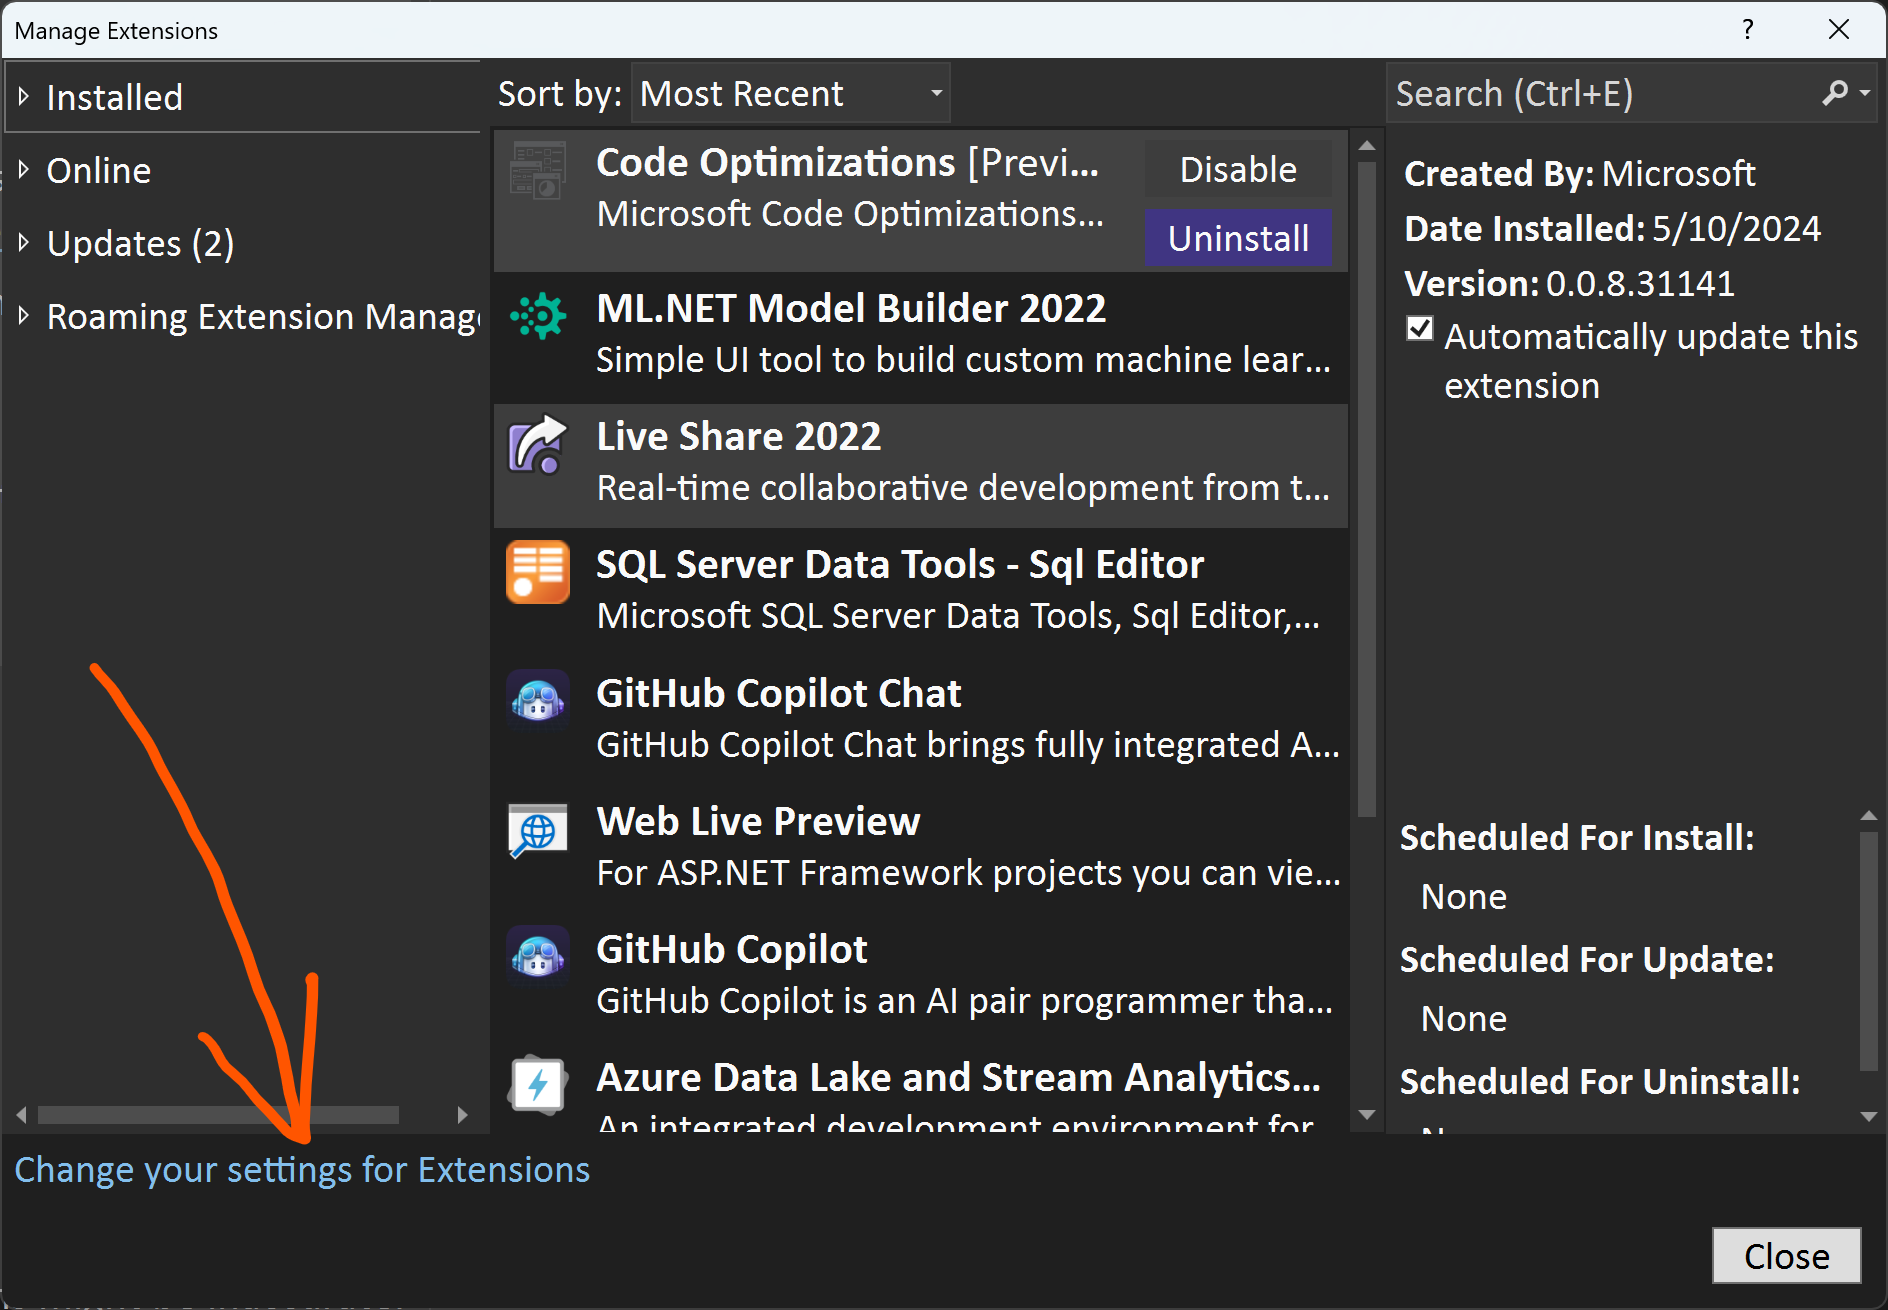 Manage Extensions
?
Installed
Online
Updates (2)
Roaming Extension Manage
Sort by: Most Recent
Search (Ctrl+E)
Code Optimizations [Previ...
Microsoft Code Optimizations...
Disable
Uninstall
ML.NET Model Builder 2022
Simple UI tool to build custom machine lear...
Live Share 2022
Real-time collaborative development from t...
SQL Server Data Tools - Sql Editor
Microsoft SQL Server Data Tools, Sql Editor,...
GitHub Copilot Chat
GitHub Copilot Chat brings fully integrated A...
Web Live Preview
For ASP.NET Framework projects you can vie...
GitHub Copilot
GitHub Copilot is an AI pair programmer tha...
Azure Data Lake and Stream Analytics...
An integrated development environment for
Created By: Microsoft
Date Installed: 5/10/2024
Version: 0.0.8.31141
Automatically update this
extension
Scheduled For Install:
None
Scheduled For Update:
None
Scheduled For Uninstall:
Change your settings for Extensions
Close